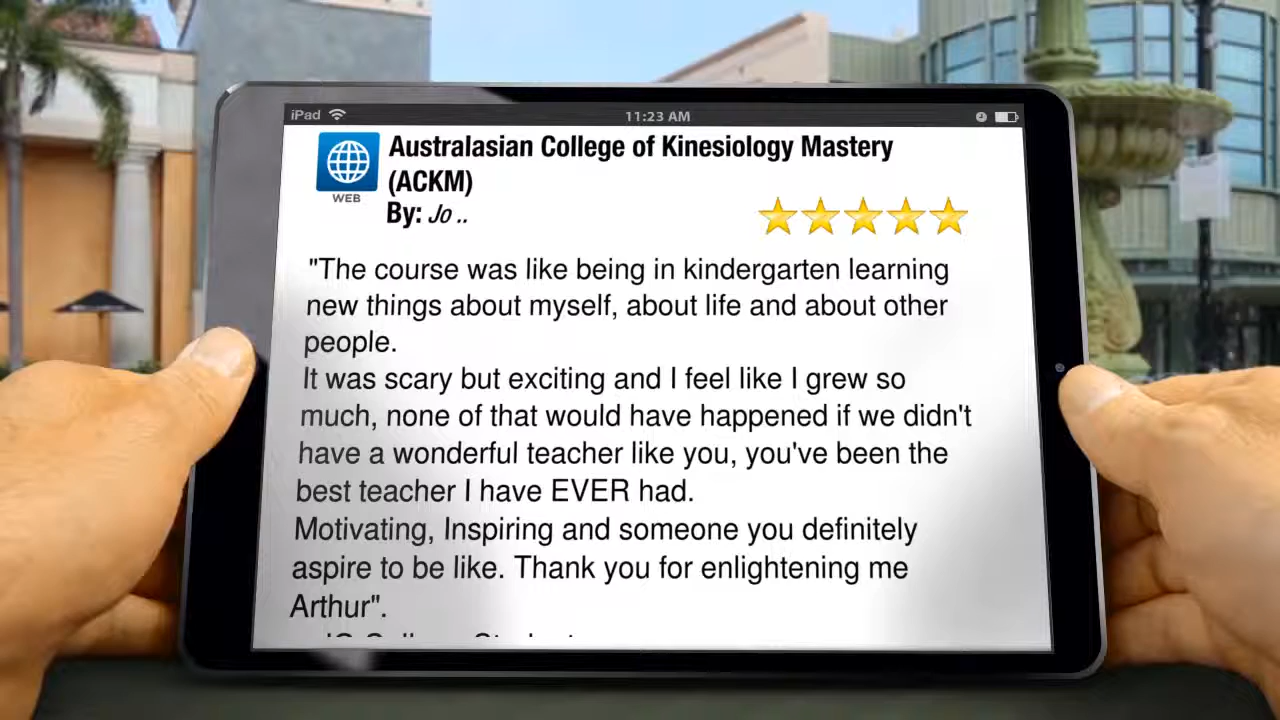 iPad
11:23 AM
WEB
Australasian College of Kinesiology Mastery
(ACKM)
By: Jo ..
"The course was like being in kindergarten learning
new things about myself, about life and about other
people.
It was scary but exciting and I feel like I grew so
much, none of that would have happened if we didn't
have a wonderful teacher like you, you've been the
best teacher I have EVER had.
Motivating, Inspiring and someone you definitely
aspire to be like. Thank you for enlightening me
Arthur".